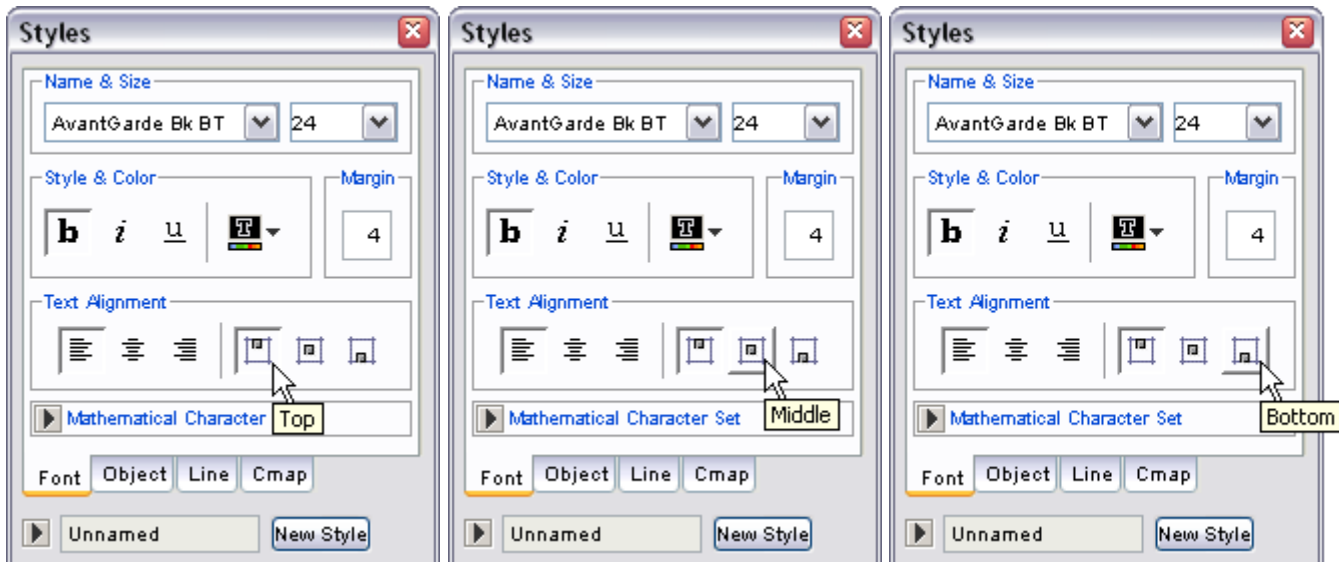 Styles
Name & Size
AvantGarde Bk BT 24
Style & Color Margin
b i u T 4
Text Alignment
Mathematical Character
Top
Font Object Line Cmap
Unnamed New Style
Styles
Name & Size
AvantGarde Bk BT 24
Style & Color Margin
b i u T 4
Text Alignment
Mathematical Character Set
Middle
Font Object Line Cmap
Unnamed New Style
Styles
Name & Size
AvantGarde Bk BT 24
Style & Color Margin
b i u T 4
Text Alignment
Mathematical Character Set
Bottom
Font Object Line Cmap
Unnamed New Style